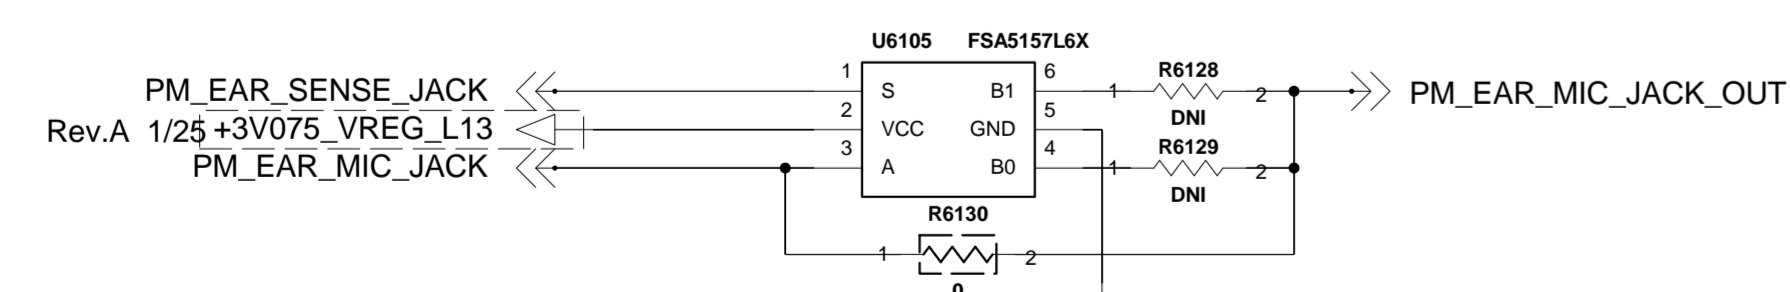 U6105 FSA5157L6X
PM_EAR_SENSE_JACK 1 S B1 6 1 R6128 2 PM_EAR_MIC_JACK_OUT
DNI
Rev.A 1/25 +3V075_VREG_L13 2 VCC GND 5
PM_EAR_MIC_JACK 3 A B0 4 1 R6129 2
DNI
R6130
1 2
0